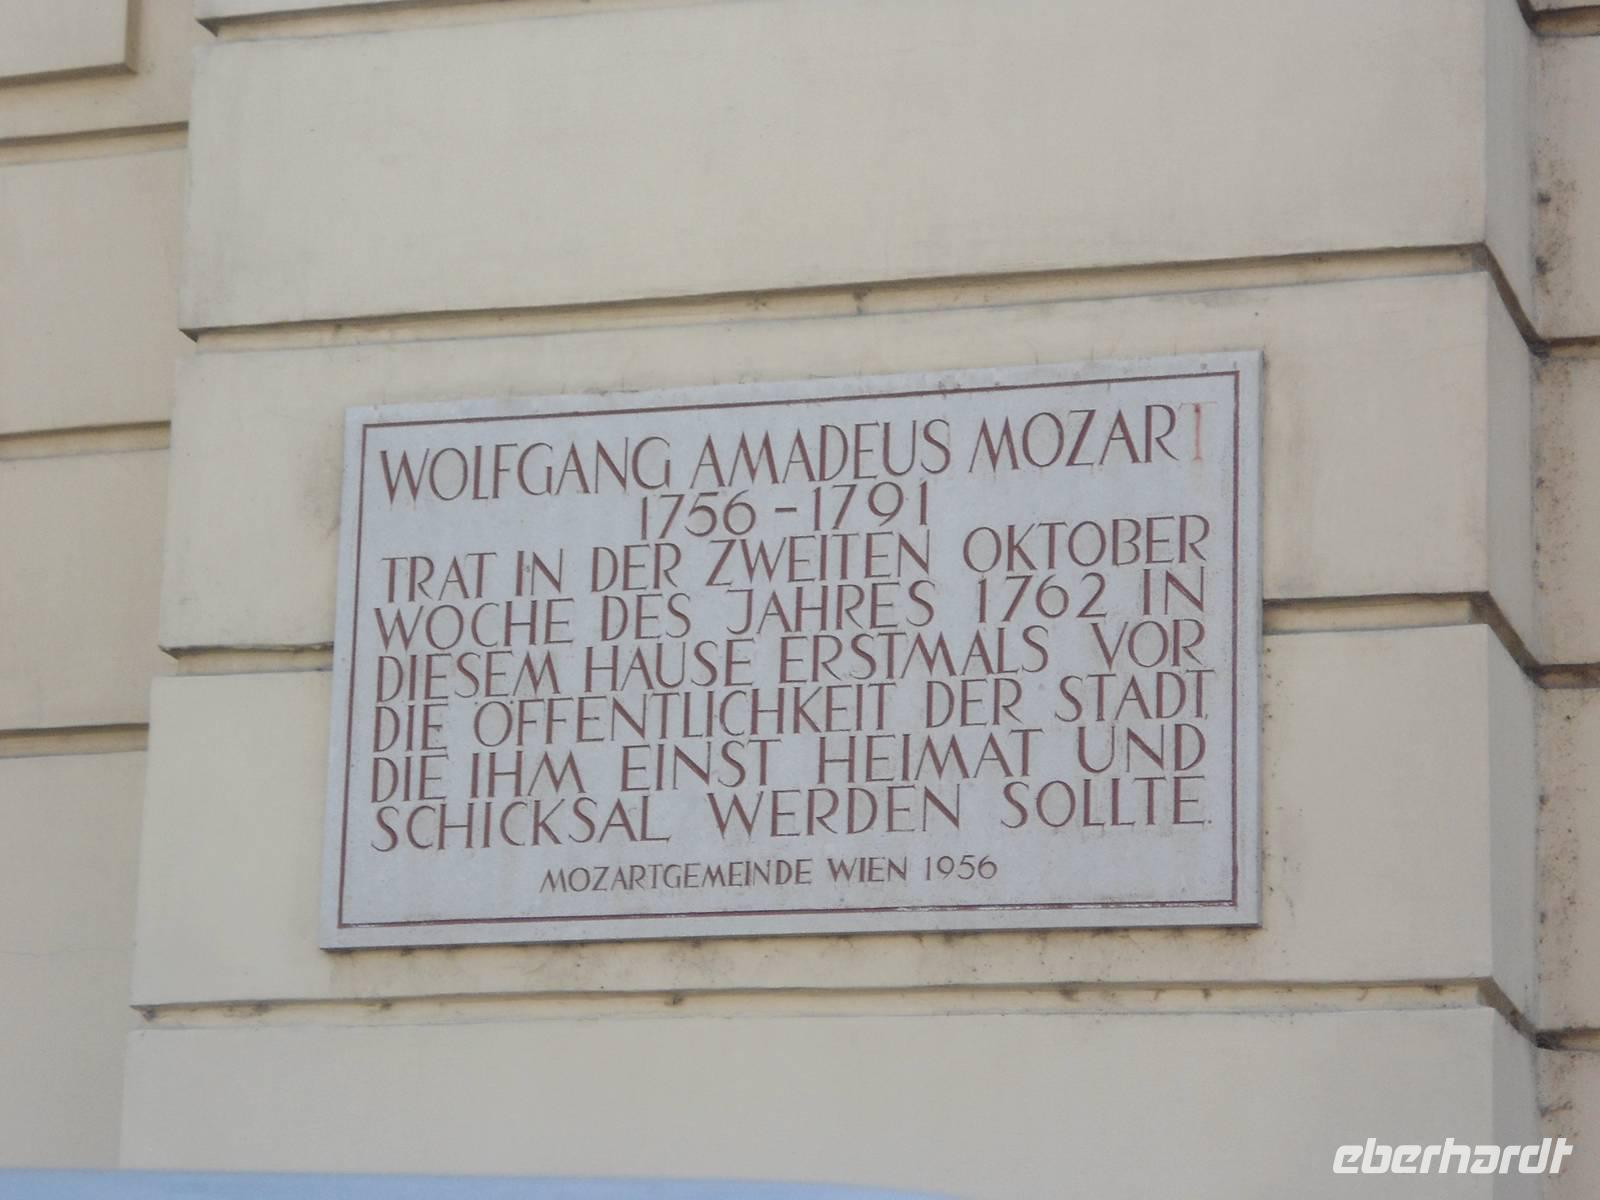 WOLFGANG AMADEUS MOZART
1756-1791
TRAT IN DER ZWEITEN OKTOBER
WOCHE DES JAHRES 1762 IN
DIESEM HAUSE ERSTMALS VOR
DIE ÖFFENTLICHKEIT DER STADT,
DIE IHM EINST HEIMAT UND
SCHICKSAL WERDEN SOLLTE.
MOZARTGEMEINDE WIEN 1956
eberhardt